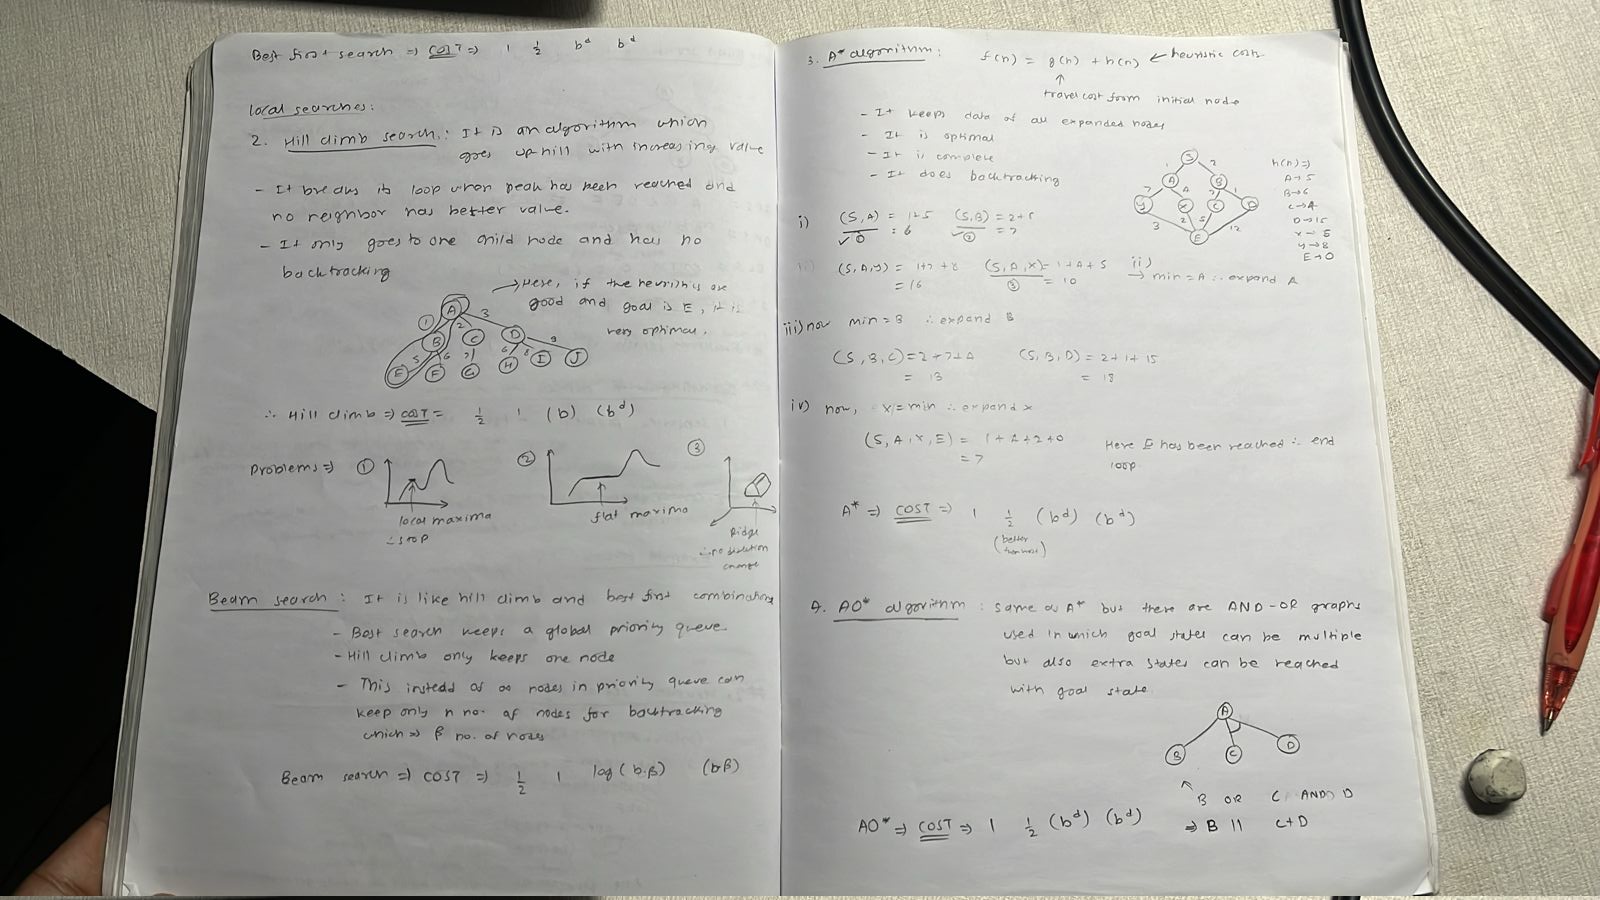 Best first search ⇒ COST ⇒ 1 1/2 b^d b^d
local searches:
2. Hill climb search: It is an algorithm which
goes uphill with increasing value
- It breaks its loop when peak has been reached and
no neighbor has better value.
- It only goes to one child node and has no
backtracking
→ Here, if the heuristics are
good and goal is E, it is
very optimal.
A
1 2 3
B C D
5 6 7 6 8 9
E F G H I J
∴ Hill climb ⇒ COST = 1/2 1 (b) (b^d)
Problems ⇒ ① ② ③
local maxima
∴ stop
flat maxima
Ridge
∴ no direction
change
Beam search: It is like hill climb and best first combination
- Best search keeps a global priority queue.
- Hill climb only keeps one node
- This instead of ∞ nodes in priority queue can
keep only n no. of nodes for backtracking
which ⇒ β no. of nodes
Beam search ⇒ COST ⇒ 1/2 1 log(b.β) (b.β)
3. A* algorithm: f(n) = g(n) + h(n) ← heuristic cost
↑
travel cost from initial node
- It keeps data of all expanded nodes
- It is optimal
- It is complete
- It does backtracking
S
1 2
A B
7 4 7 1
Y X C D
3 2 5 12
E
h(n) ⇒
A→5
B→6
C→4
D→15
X→5
Y→8
E→0
i) (S,A) = 1+5 (S,B) = 2+5
= 6 = 7
✓① ✓②
(S,A,Y) = 1+7+8 (S,A,X) = 1+4+5 ii)
= 16 ③ = 10 → min = A ∴ expand A
iii) now min = B ∴ expand B
(S,B,C) = 2+7+4 (S,B,D) = 2+1+15
= 13 = 18
iv) now, X = min ∴ expand x
(S,A,X,E) = 1+4+2+0 Here E has been reached ∴ end
= 7 loop
A* ⇒ COST ⇒ 1 1/2 (b^d) (b^d)
(better
than most)
4. AO* algorithm: same as A* but there are AND-OR graphs
used in which goal states can be multiple
but also extra states can be reached
with goal state.
A
B C D
↖ B OR C AND D
⇒ B || C+D
AO* ⇒ COST ⇒ 1 1/2 (b^d) (b^d)